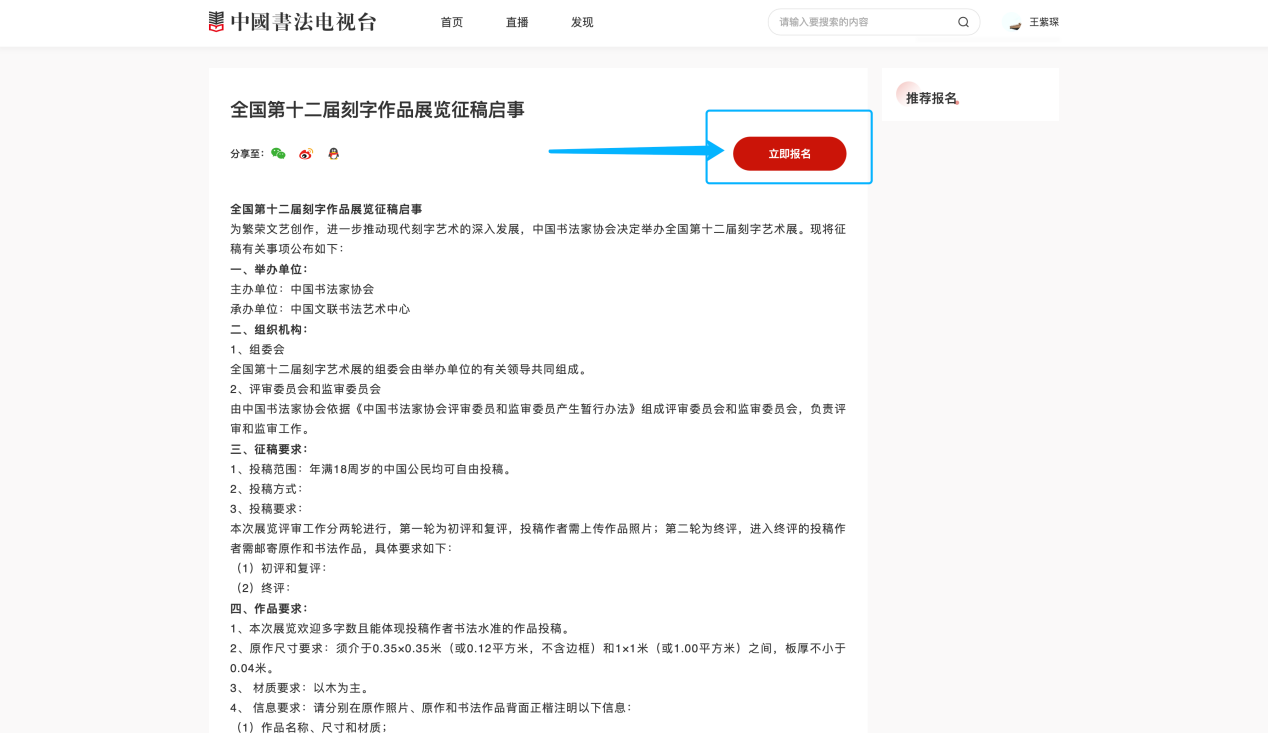 中國書法电视台
首页
直播
发现
请输入要搜索的内容
王紫琛
全国第十二届刻字作品展览征稿启事
推荐报名
分享至：
立即报名
全国第十二届刻字作品展览征稿启事
为繁荣文艺创作，进一步推动现代刻字艺术的深入发展，中国书法家协会决定举办全国第十二届刻字艺术展。现将征
稿有关事项公布如下：
一、举办单位：
主办单位：中国书法家协会
承办单位：中国文联书法艺术中心
二、组织机构：
1、组委会
全国第十二届刻字艺术展的组委会由举办单位的有关领导共同组成。
2、评审委员会和监审委员会
由中国书法家协会依据《中国书法家协会评审委员和监审委员产生暂行办法》组成评审委员会和监审委员会，负责评
审和监审工作。
三、征稿要求：
1、投稿范围：年满18周岁的中国公民均可自由投稿。
2、投稿方式：
3、投稿要求：
本次展览评审工作分两轮进行，第一轮为初评和复评，投稿作者需上传作品照片；第二轮为终评，进入终评的投稿作
者需邮寄原作和书法作品，具体要求如下：
（1）初评和复评：
（2）终评：
四、作品要求：
1、本次展览欢迎多字数且能体现投稿作者书法水准的作品投稿。
2、原作尺寸要求：须介于0.35×0.35米（或0.12平方米，不含边框）和1×1米（或1.00平方米）之间，板厚不小于
0.04米。
3、 材质要求：以木为主。
4、 信息要求：请分别在原作照片、原作和书法作品背面正楷注明以下信息：
（1）作品名称、尺寸和材质；